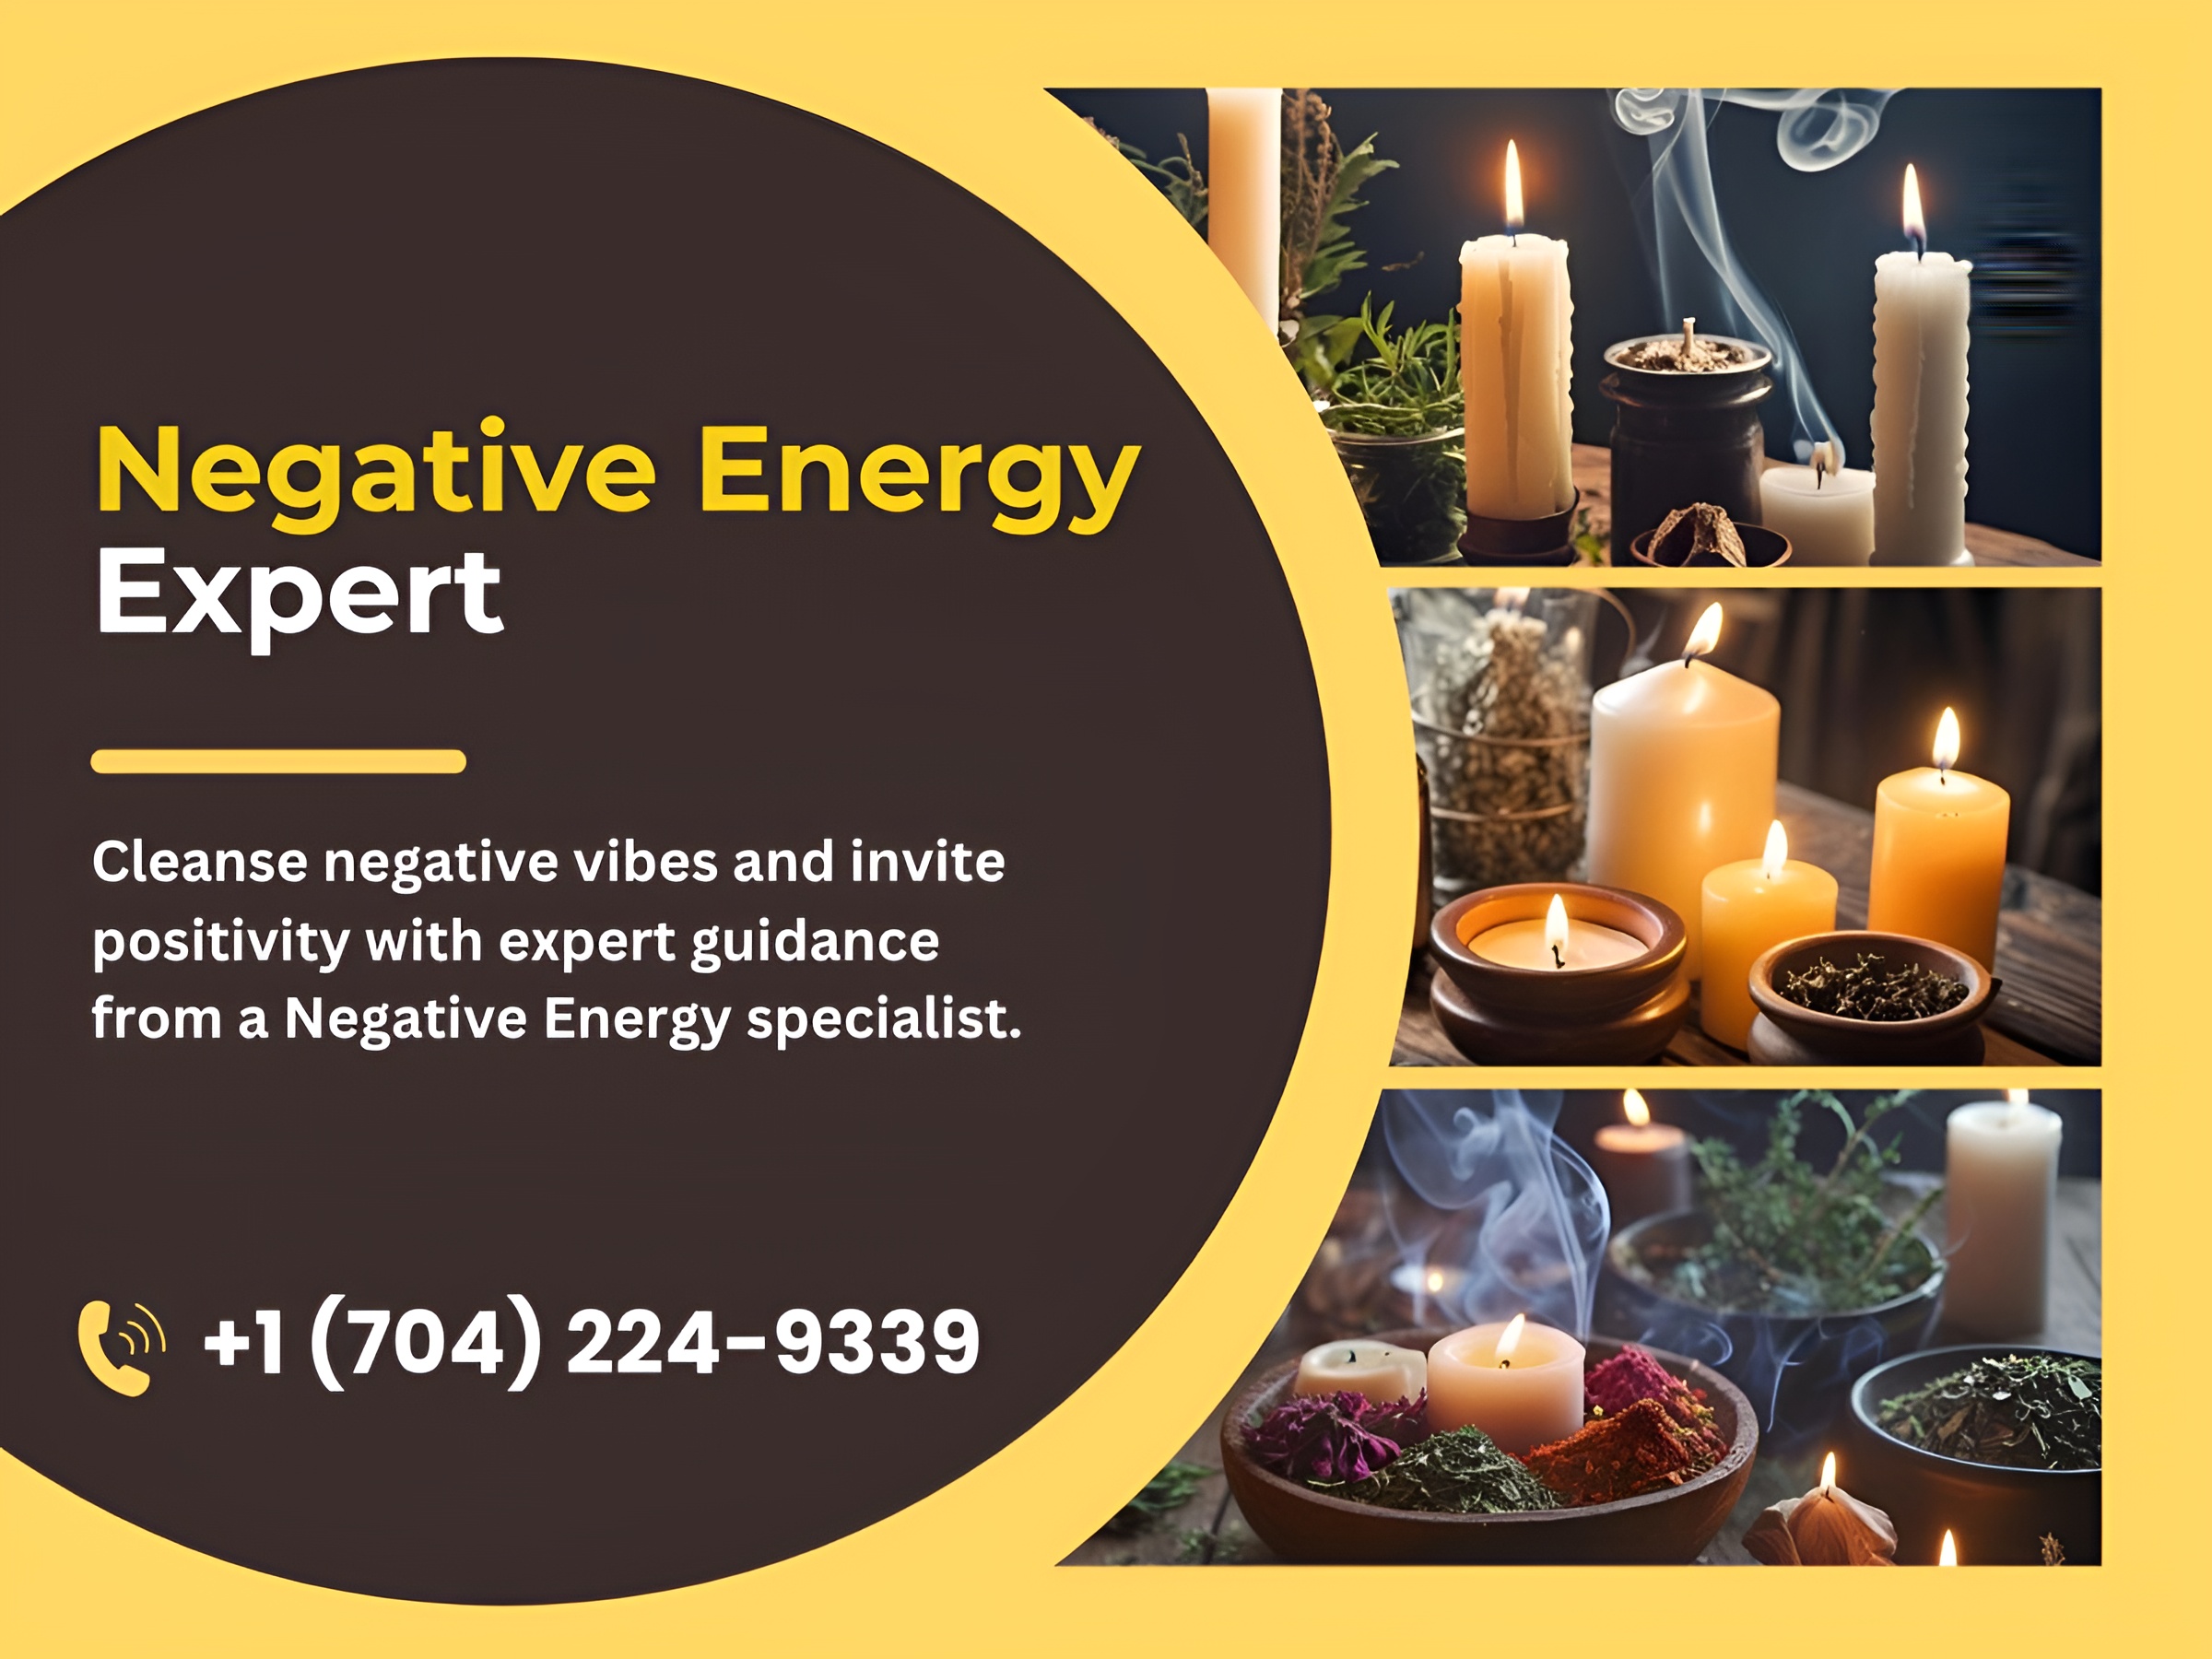 Negative Energy
Expert
Cleanse negative vibes and invite
positivity with expert guidance
from a Negative Energy specialist.
+1 (704) 224-9339